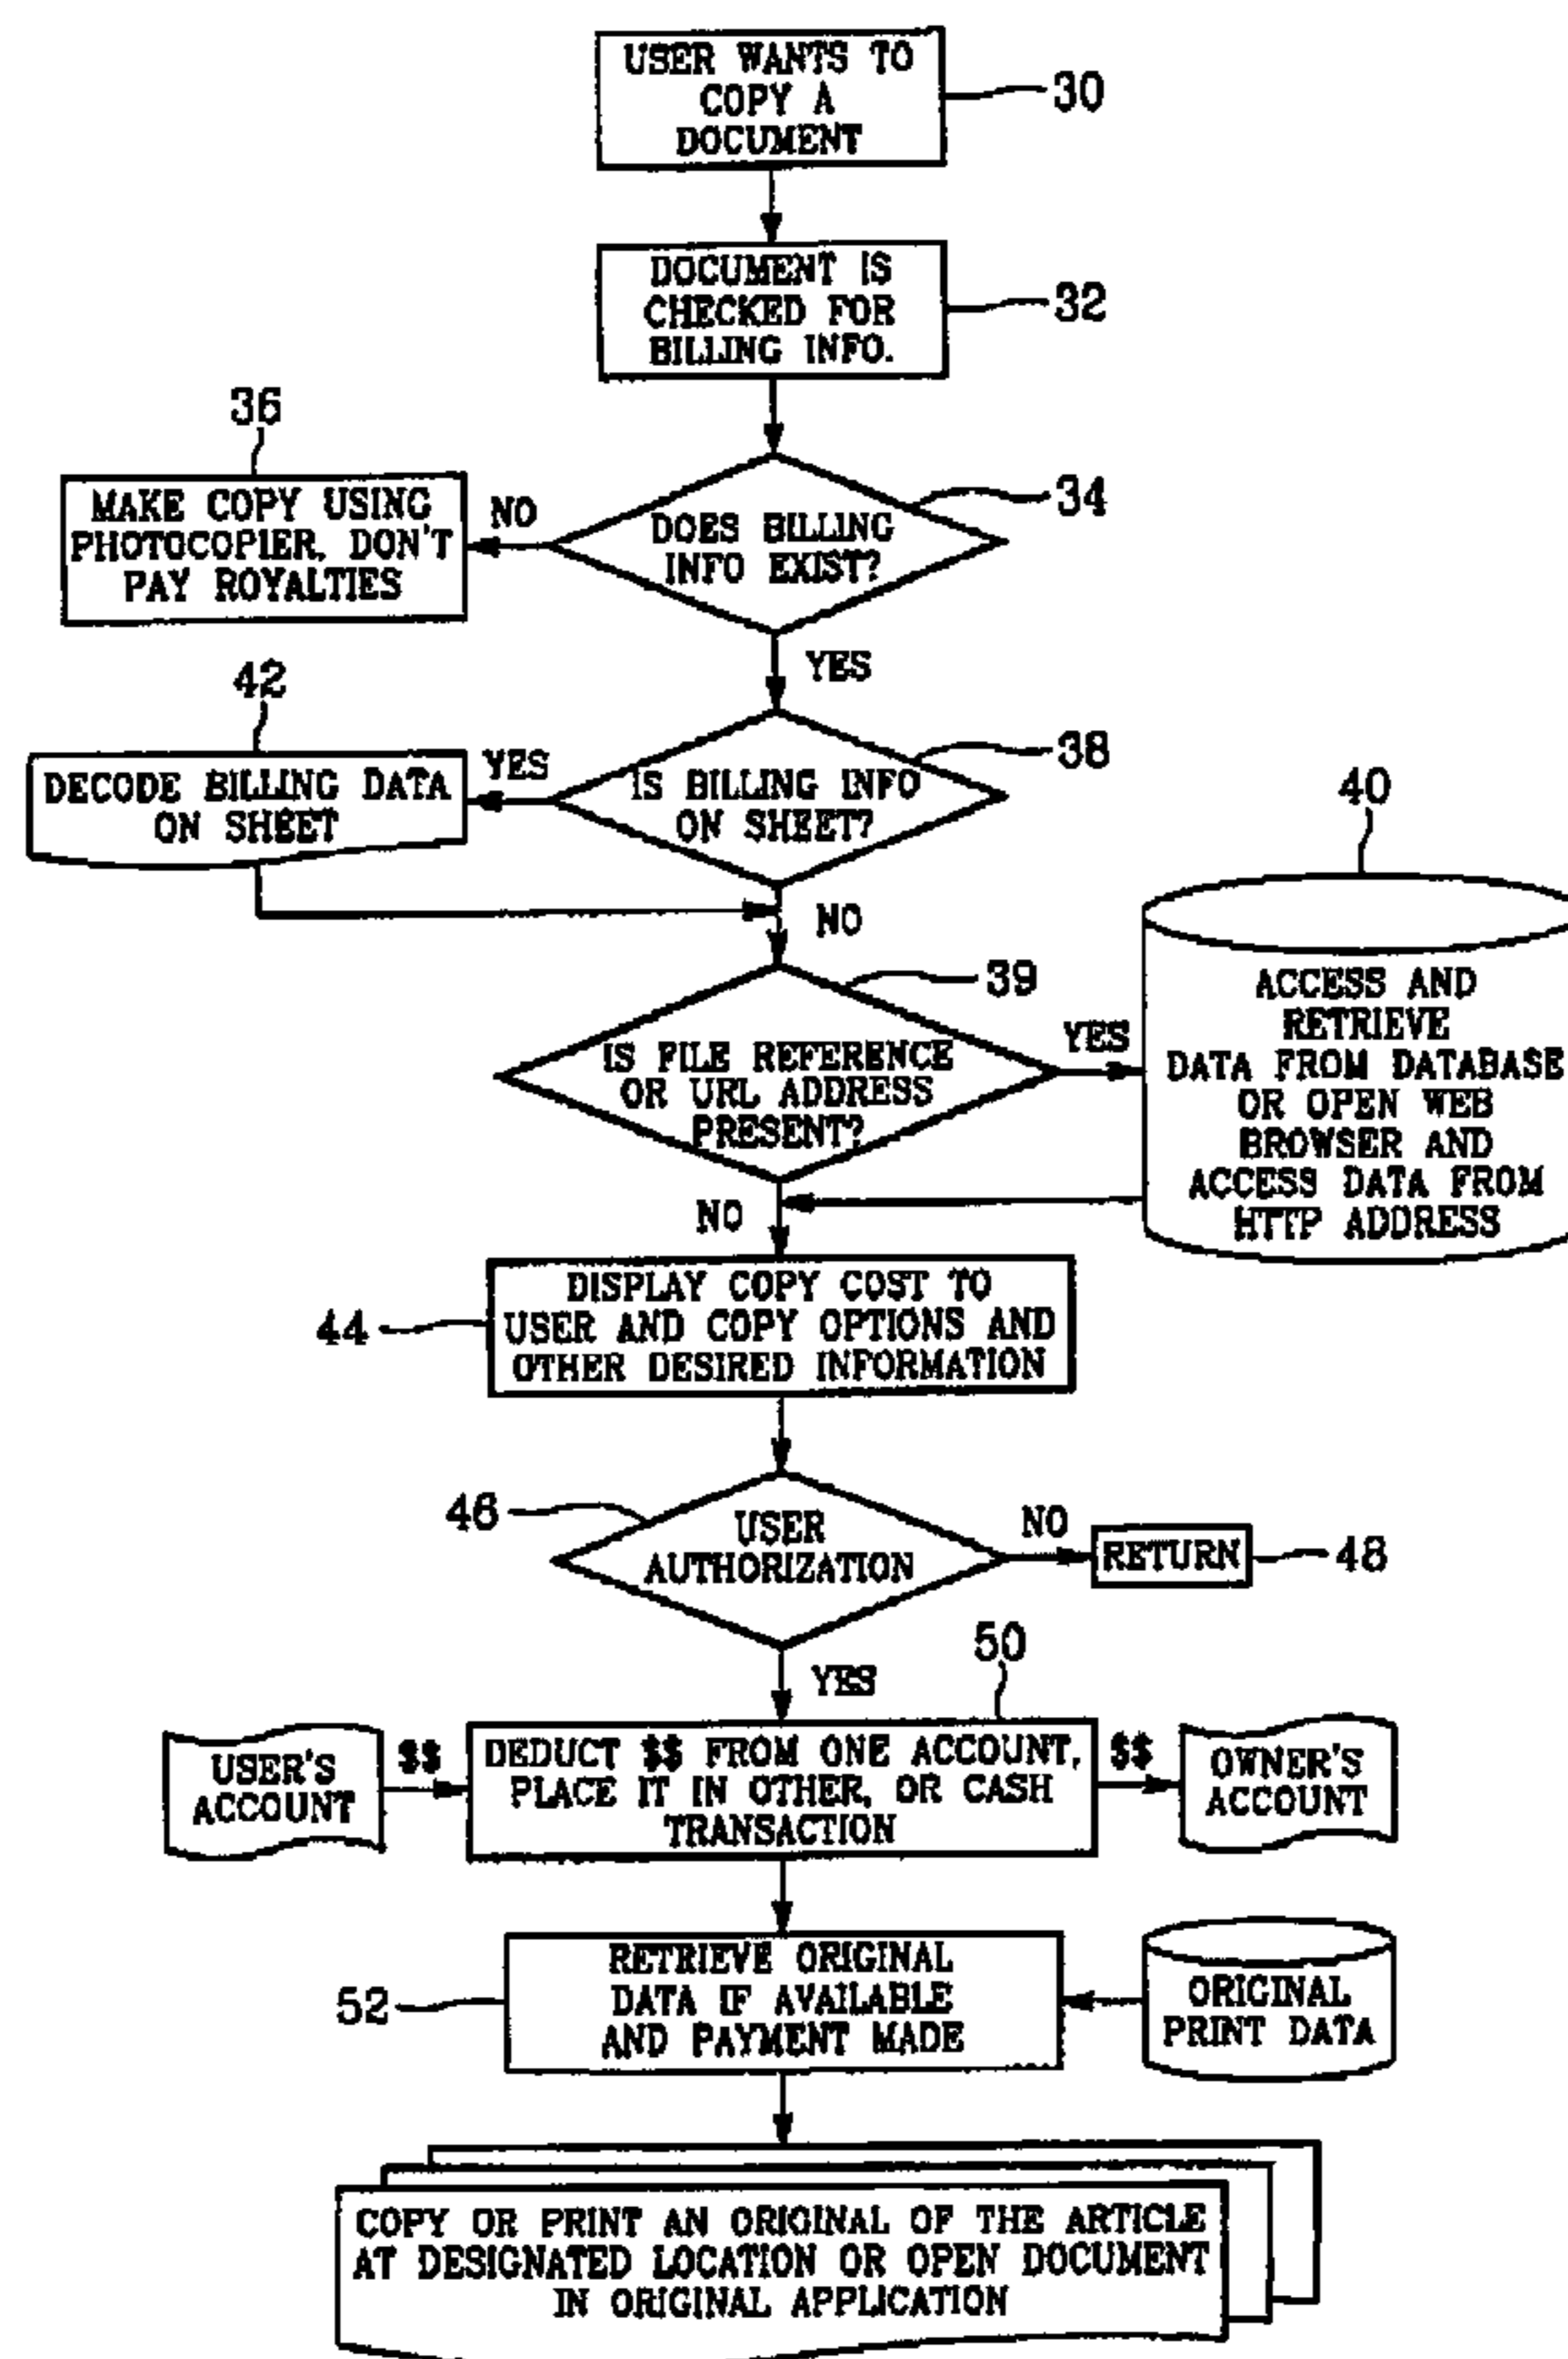 USER WANTS TO
COPY A
DOCUMENT
30
DOCUMENT IS
CHECKED FOR
BILLING INFO.
32
36
MAKE COPY USING
PHOTOCOPIER, DON'T
PAY ROYALTIES
NO
DOES BILLING
INFO EXIST?
34
YES
42
DECODE BILLING DATA
ON SHEET
YES
IS BILLING INFO
ON SHEET?
38
NO
40
39
IS FILE REFERENCE
OR URL ADDRESS
PRESENT?
YES
ACCESS AND
RETRIEVE
DATA FROM DATABASE
OR OPEN WEB
BROWSER AND
ACCESS DATA FROM
HTTP ADDRESS
NO
44
DISPLAY COPY COST TO
USER AND COPY OPTIONS AND
OTHER DESIRED INFORMATION
46
USER
AUTHORIZATION
NO
RETURN
48
YES
50
USER'S
ACCOUNT
$$
DEDUCT $$ FROM ONE ACCOUNT,
PLACE IT IN OTHER, OR CASH
TRANSACTION
$$
OWNER'S
ACCOUNT
52
RETRIEVE ORIGINAL
DATA IF AVAILABLE
AND PAYMENT MADE
ORIGINAL
PRINT DATA
COPY OR PRINT AN ORIGINAL OF THE ARTICLE
AT DESIGNATED LOCATION OR OPEN DOCUMENT
IN ORIGINAL APPLICATION